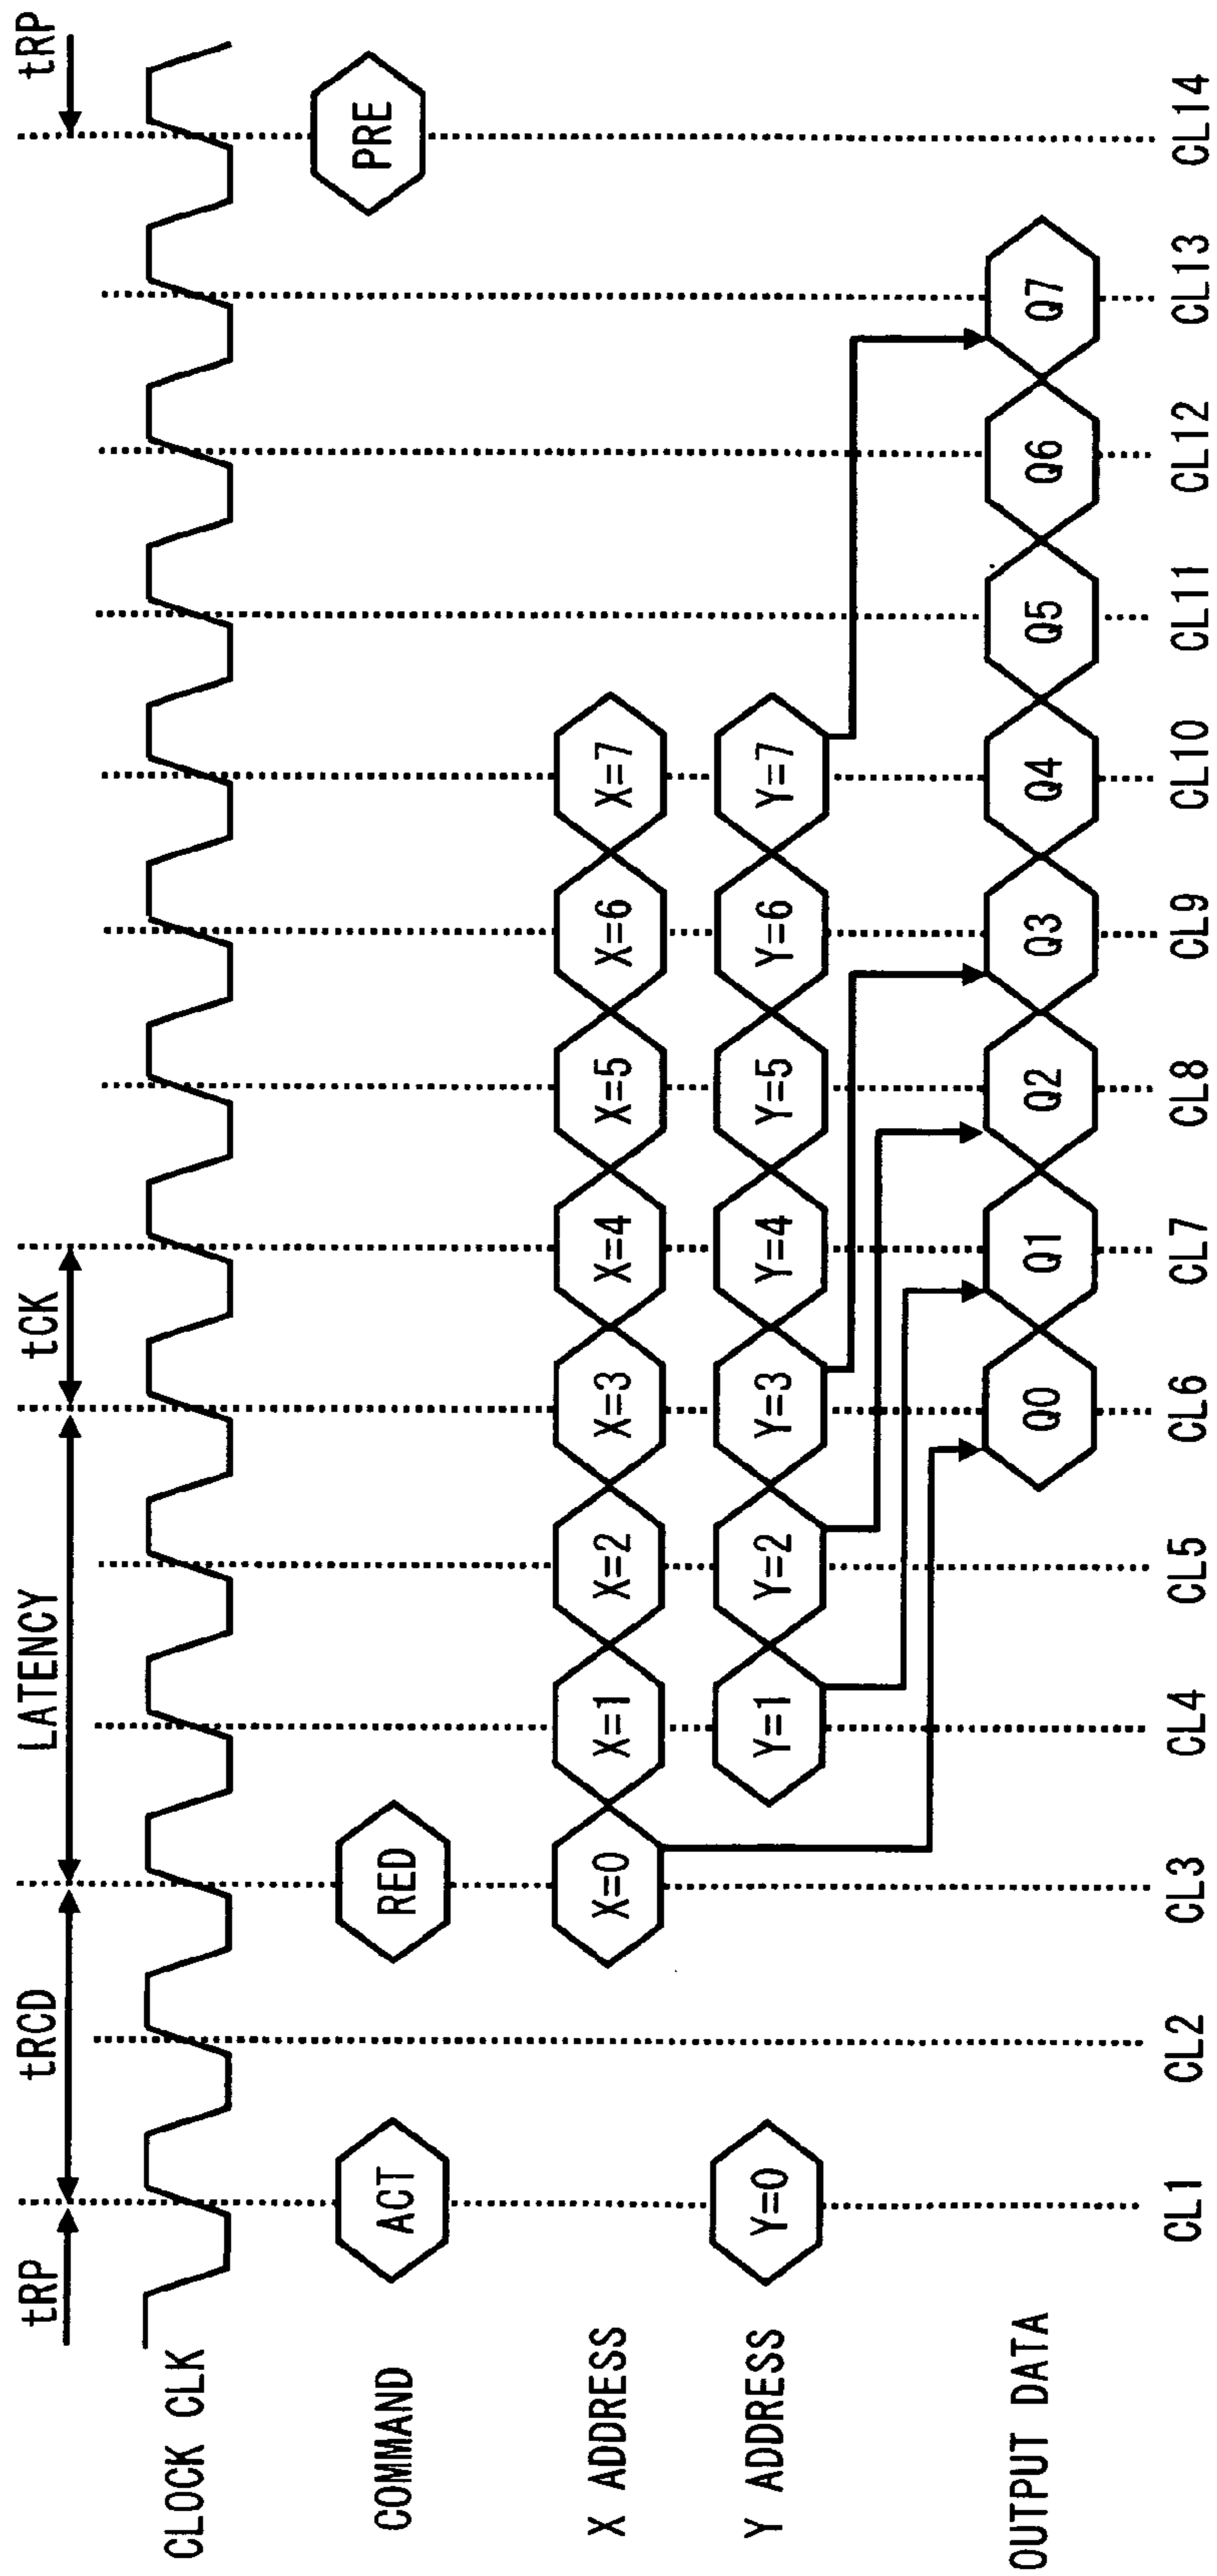 tRP tRCD LATENCY tCK tRP
CLOCK CLK
COMMAND ACT RED PRE
X ADDRESS X=0 X=1 X=2 X=3 X=4 X=5 X=6 X=7
Y ADDRESS Y=0 Y=1 Y=2 Y=3 Y=4 Y=5 Y=6 Y=7
OUTPUT DATA Q0 Q1 Q2 Q3 Q4 Q5 Q6 Q7
CL1 CL2 CL3 CL4 CL5 CL6 CL7 CL8 CL9 CL10 CL11 CL12 CL13 CL14